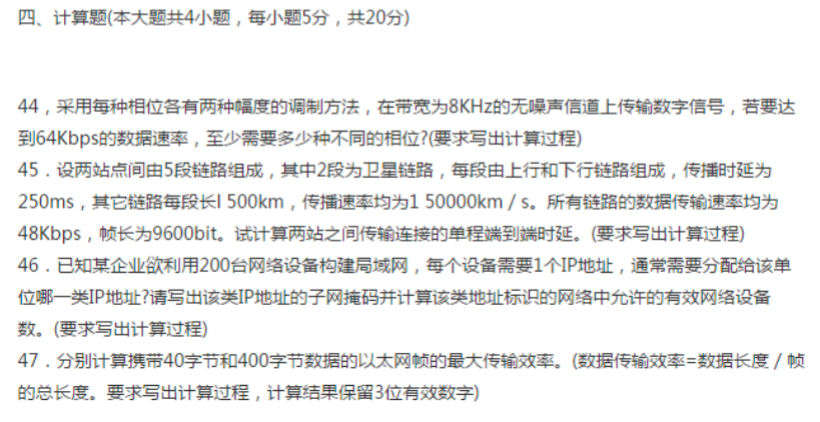 四、计算题(本大题共4小题，每小题5分，共20分)
44，采用每种相位各有两种幅度的调制方法，在带宽为8KHz的无噪声信道上传输数字信号，若要达
到64Kbps的数据速率，至少需要多少种不同的相位?(要求写出计算过程)
45．设两站点间由5段链路组成，其中2段为卫星链路，每段由上行和下行链路组成，传播时延为
250ms，其它链路每段长l 500km，传播速率均为1 50000km／s。所有链路的数据传输速率均为
48Kbps，帧长为9600bit。试计算两站之间传输连接的单程端到端时延。(要求写出计算过程)
46．已知某企业欲利用200台网络设备构建局域网，每个设备需要1个IP地址，通常需要分配给该单
位哪一类IP地址?请写出该类IP地址的子网掩码并计算该类地址标识的网络中允许的有效网络设备
数。(要求写出计算过程)
47．分别计算携带40字节和400字节数据的以太网帧的最大传输效率。(数据传输效率=数据长度／帧
的总长度。要求写出计算过程，计算结果保留3位有效数字)